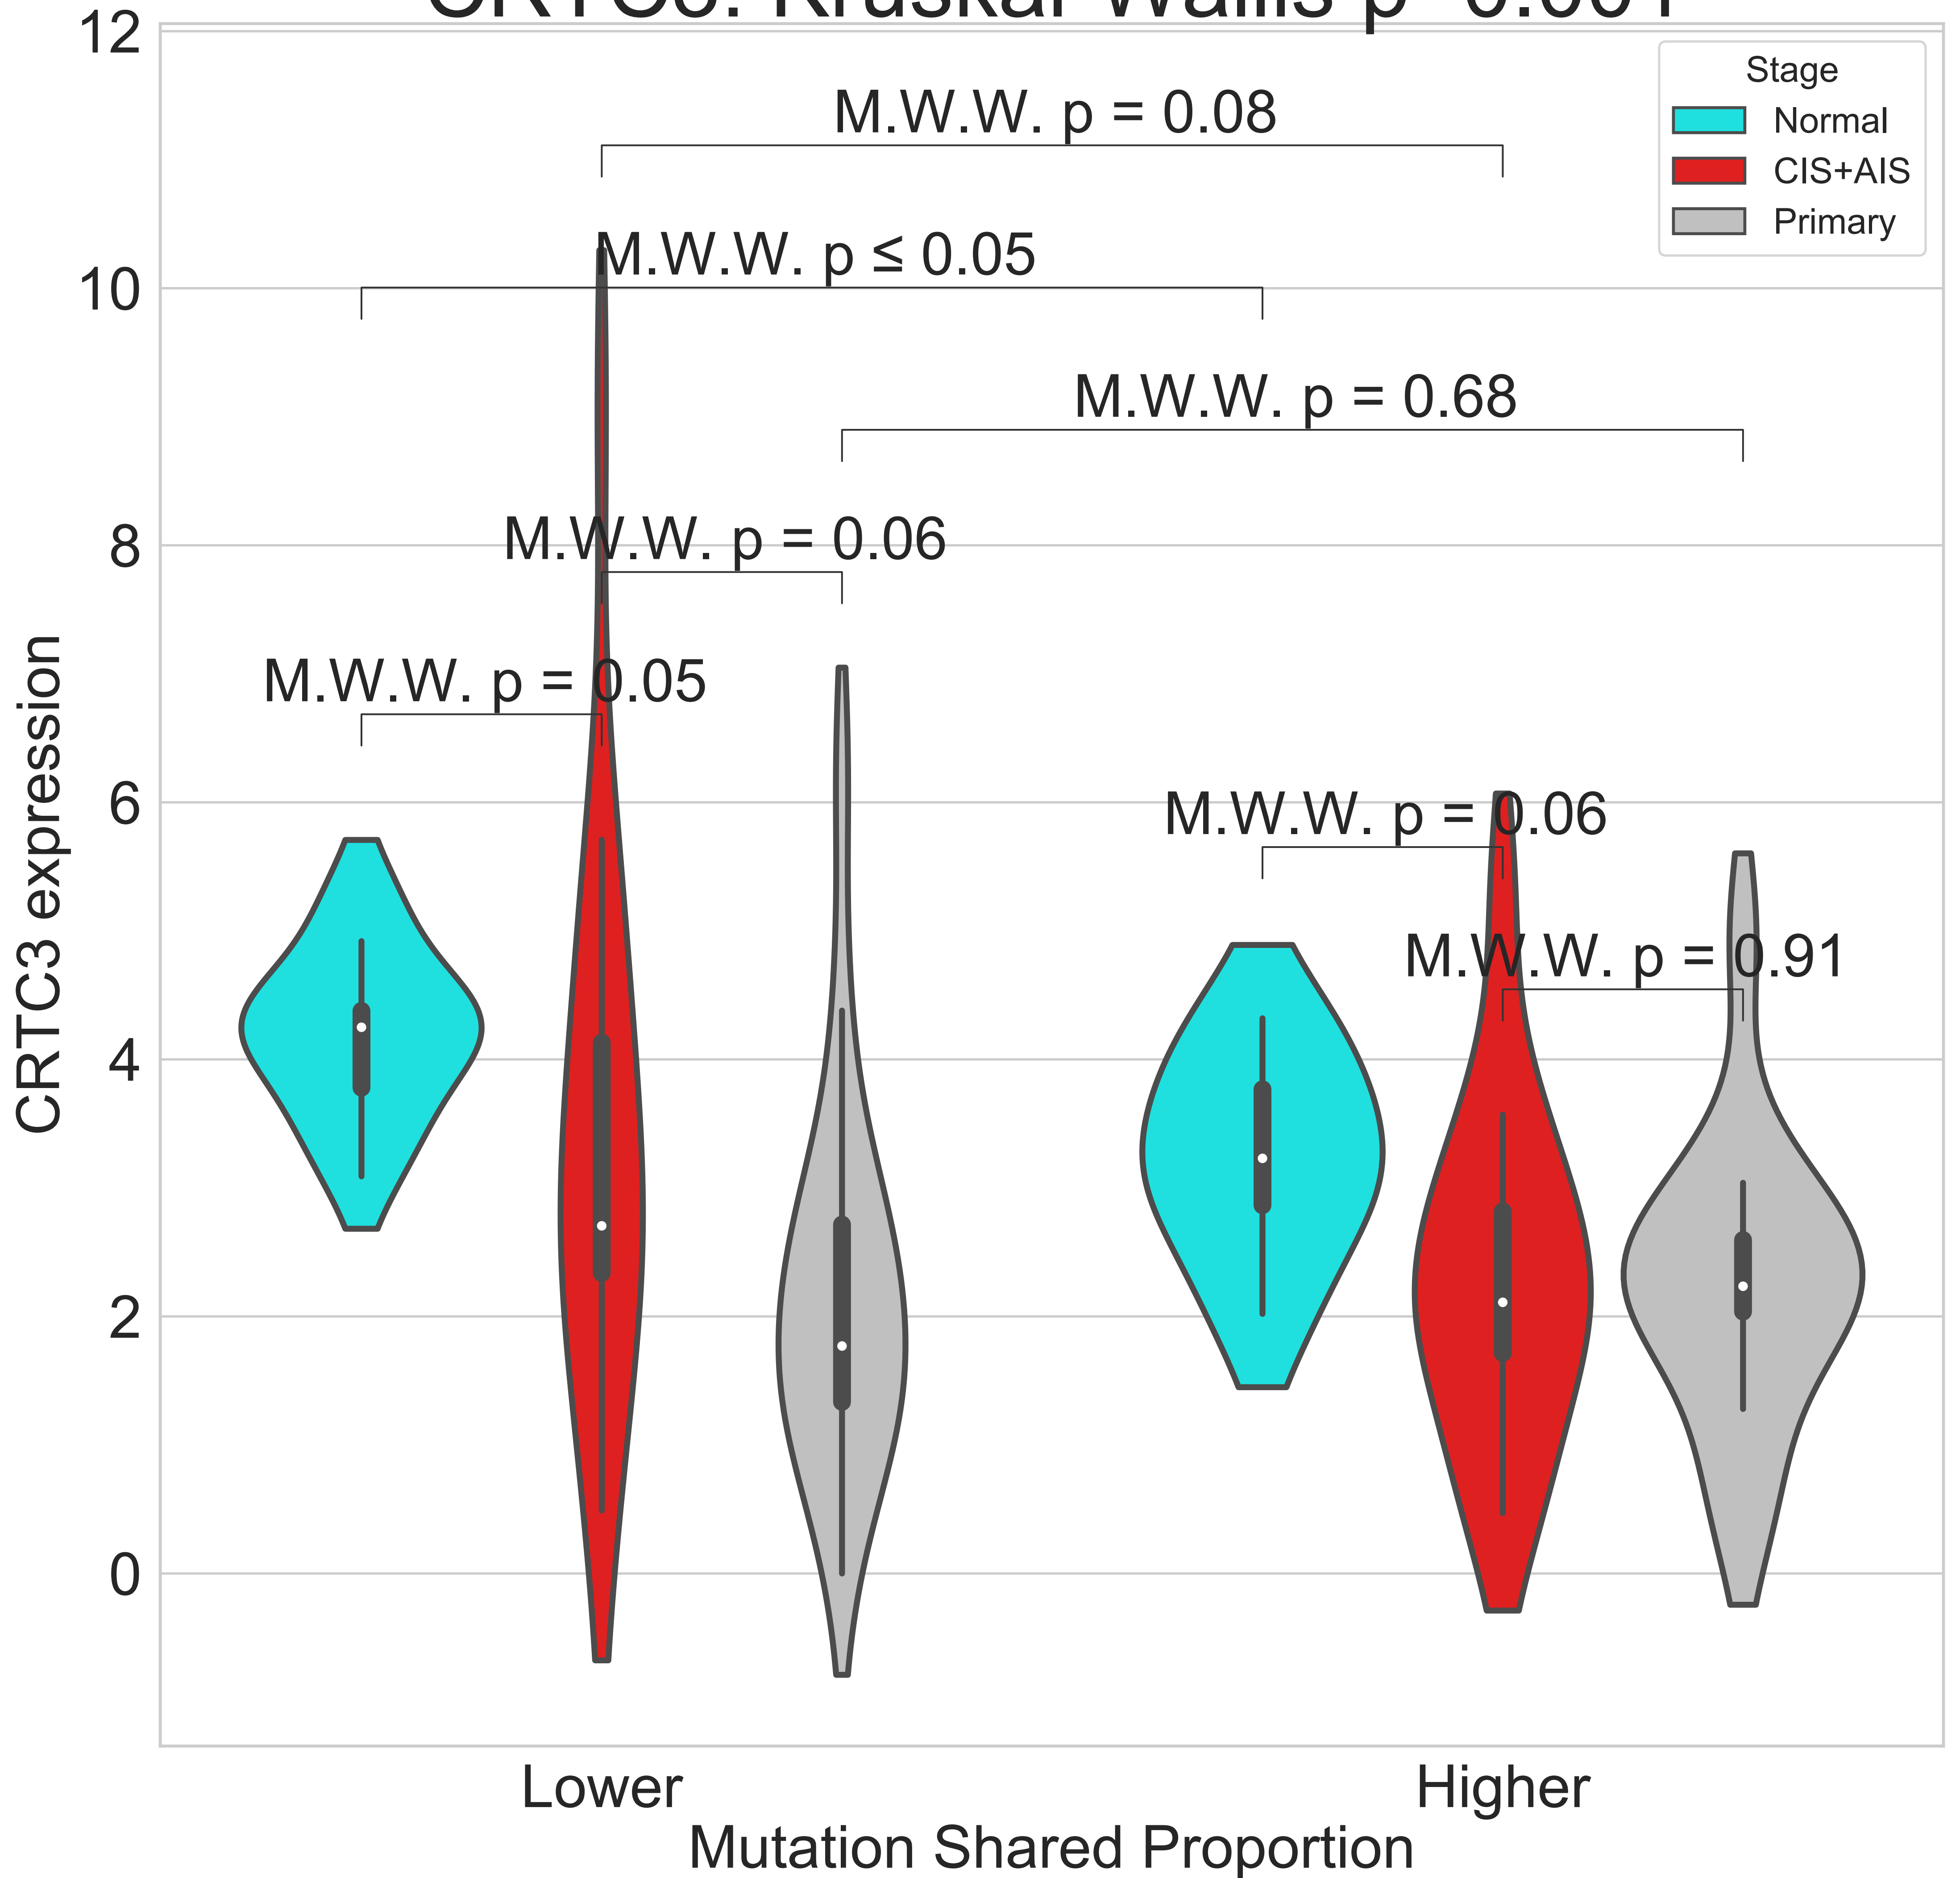 12
Stage
Normal
CIS+AIS
Primary
M.W.W. p = 0.08
M.W.W. p ≤ 0.05
10
M.W.W. p = 0.68
M.W.W. p = 0.06
8
M.W.W. p = 0.05
6
M.W.W. p = 0.06
M.W.W. p = 0.91
4
2
0
CRTC3 expression
Lower
Higher
Mutation Shared Proportion